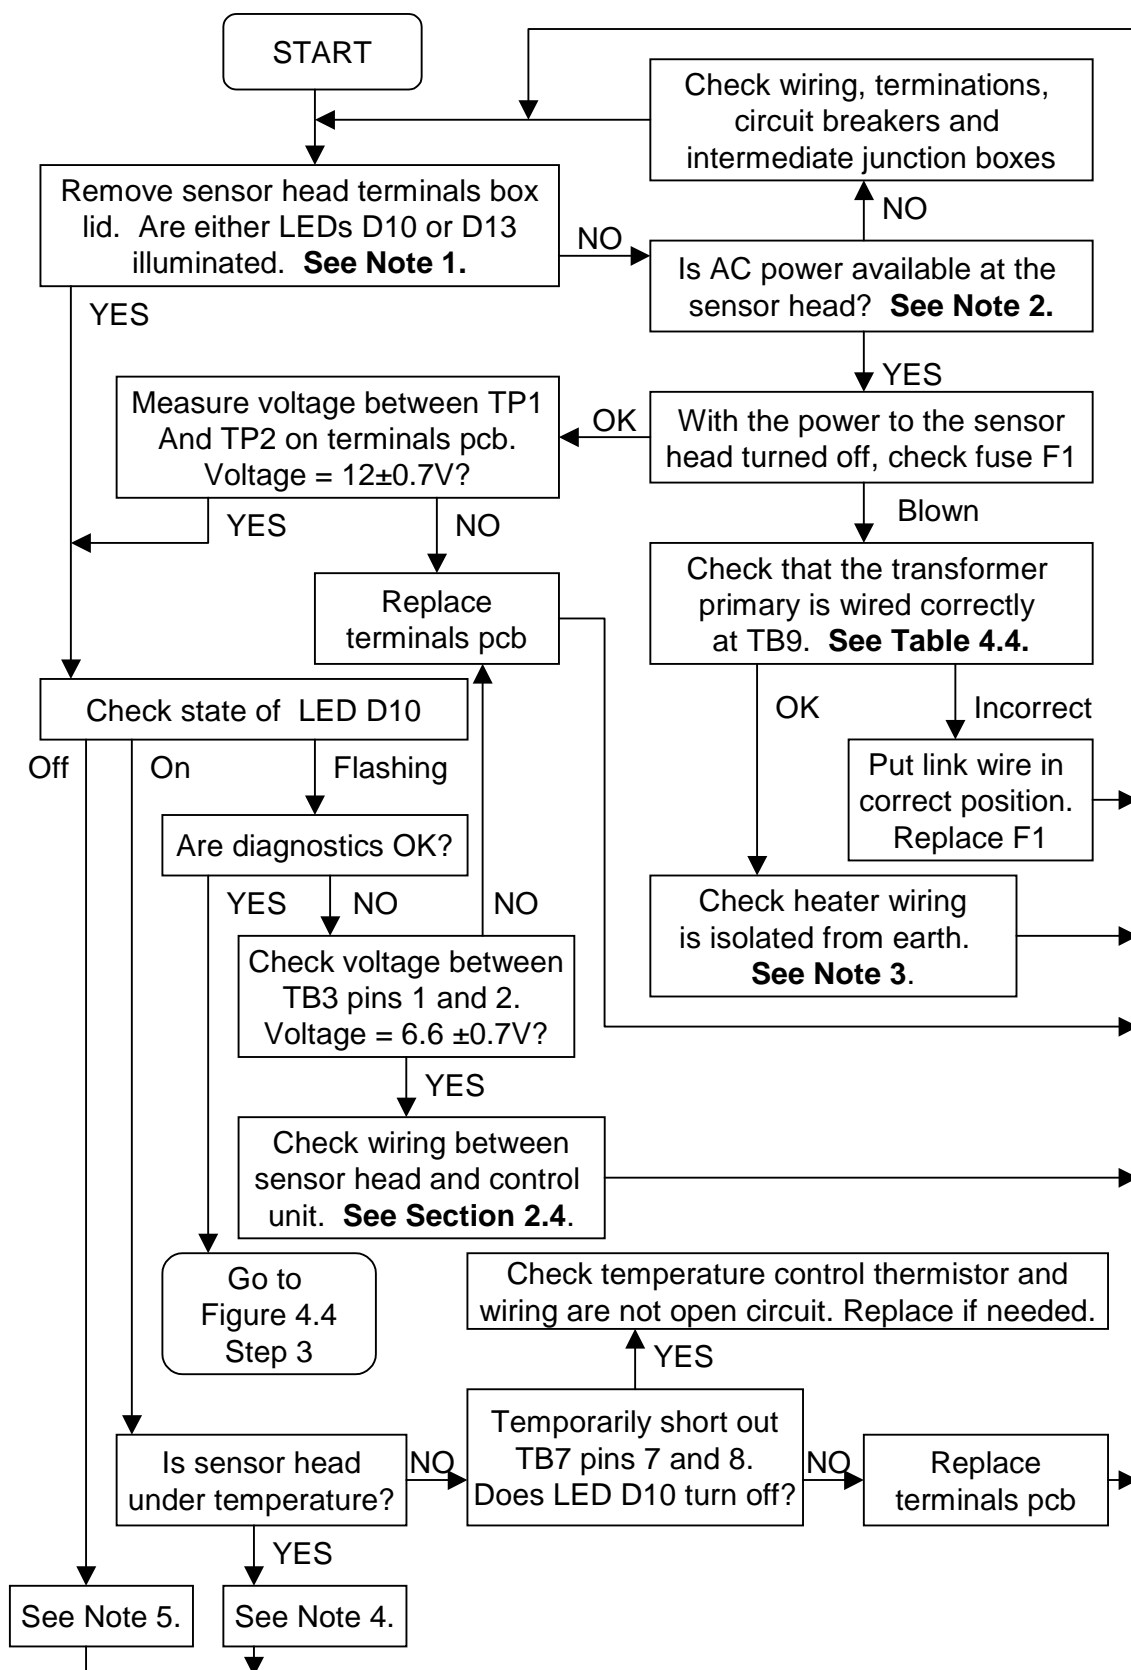 START
Check wiring, terminations,
circuit breakers and
intermediate junction boxes
Remove sensor head terminals box
lid.  Are either LEDs D10 or D13
illuminated.  See Note 1.
NO
NO
Is AC power available at the
sensor head?  See Note 2.
YES
YES
Measure voltage between TP1
And TP2 on terminals pcb.
Voltage = 12±0.7V?
OK
With the power to the sensor
head turned off, check fuse F1
YES
NO
Blown
Replace
terminals pcb
Check that the transformer
primary is wired correctly
at TB9.  See Table 4.4.
Check state of  LED D10
OK
Incorrect
Off
On
Flashing
Put link wire in
correct position.
Replace F1
Are diagnostics OK?
YES
NO
NO
Check heater wiring
is isolated from earth.
See Note 3.
Check voltage between
TB3 pins 1 and 2.
Voltage = 6.6 ±0.7V?
YES
Check wiring between
sensor head and control
unit.  See Section 2.4.
Go to
Figure 4.4
Step 3
Check temperature control thermistor and
wiring are not open circuit. Replace if needed.
YES
Is sensor head
under temperature?
NO
Temporarily short out
TB7 pins 7 and 8.
Does LED D10 turn off?
NO
Replace
terminals pcb
YES
See Note 5.
See Note 4.